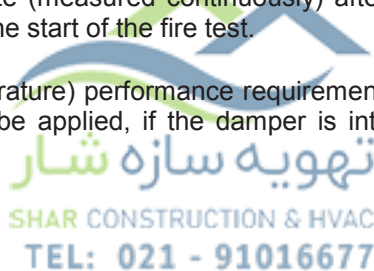 te (measured continuously) afte
he start of the fire test.
rature) performance requiremen
be applied, if the damper is int
تهویه سازه شار
SHAR CONSTRUCTION & HVAC
TEL: 021 - 91016677